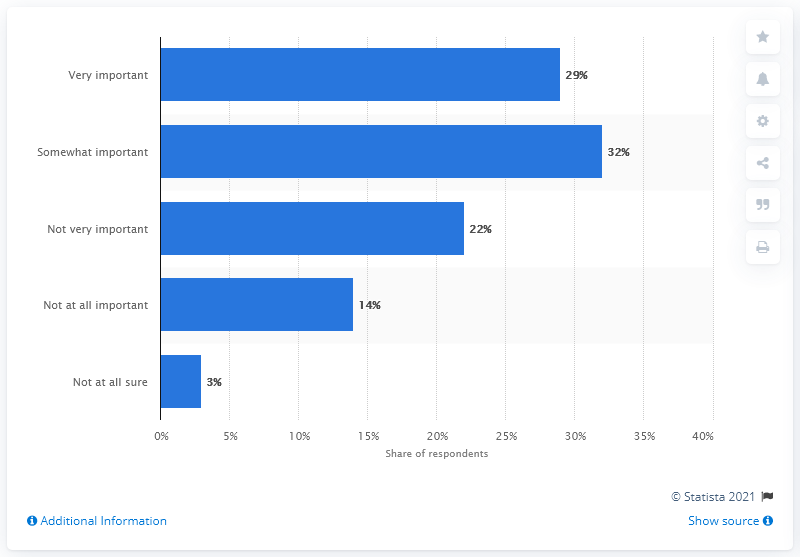 Very important
29%
Somewhat important
32%
Not very important
22%
Not at all important
14%
Not at all sure
3%
0% 5% 10% 15% 20% 25% 30% 35% 40%
Share of respondents
© Statista 2021
Additional Information
Show source